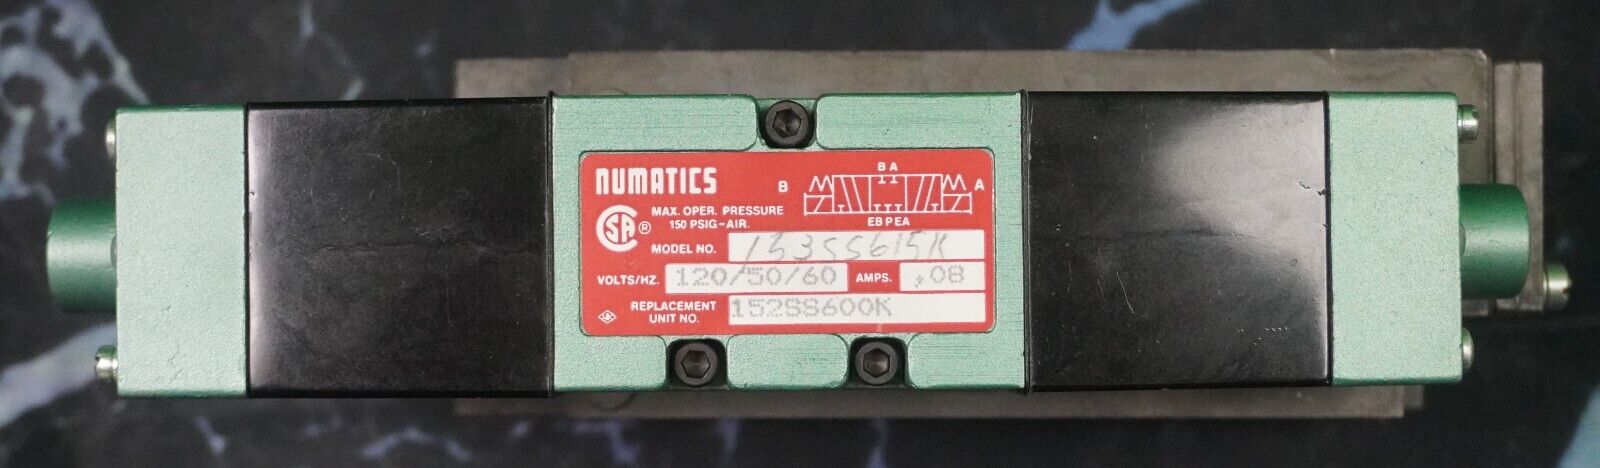 NUMATICS
B A
B A
EBPEA
SA ®
MAX. OPER. PRESSURE
150 PSIG-AIR.
MODEL NO. 153SS615K
VOLTS/HZ. 120/50/60 AMPS. .08
REPLACEMENT
UNIT NO. 152SS600K